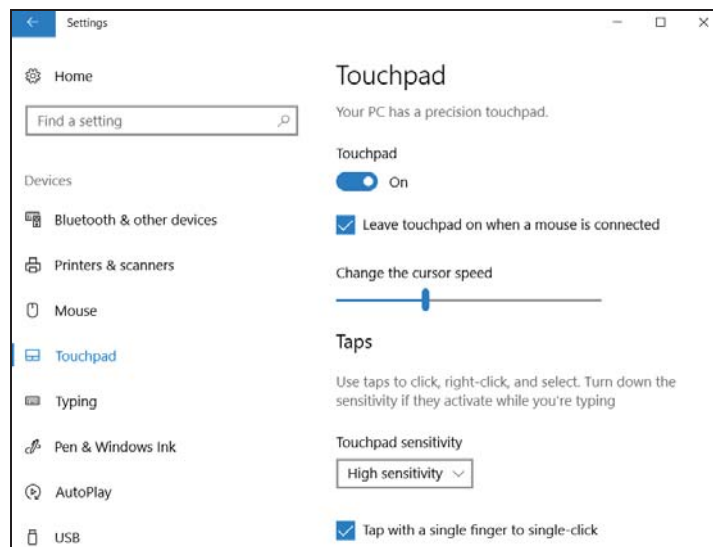 Settings
Home
Find a setting
Devices
Bluetooth & other devices
Printers & scanners
Mouse
Touchpad
Typing
Pen & Windows Ink
AutoPlay
USB
Touchpad
Your PC has a precision touchpad.
Touchpad
On
Leave touchpad on when a mouse is connected
Change the cursor speed
Taps
Use taps to click, right-click, and select. Turn down the
sensitivity if they activate while you're typing
Touchpad sensitivity
High sensitivity
Tap with a single finger to single-click